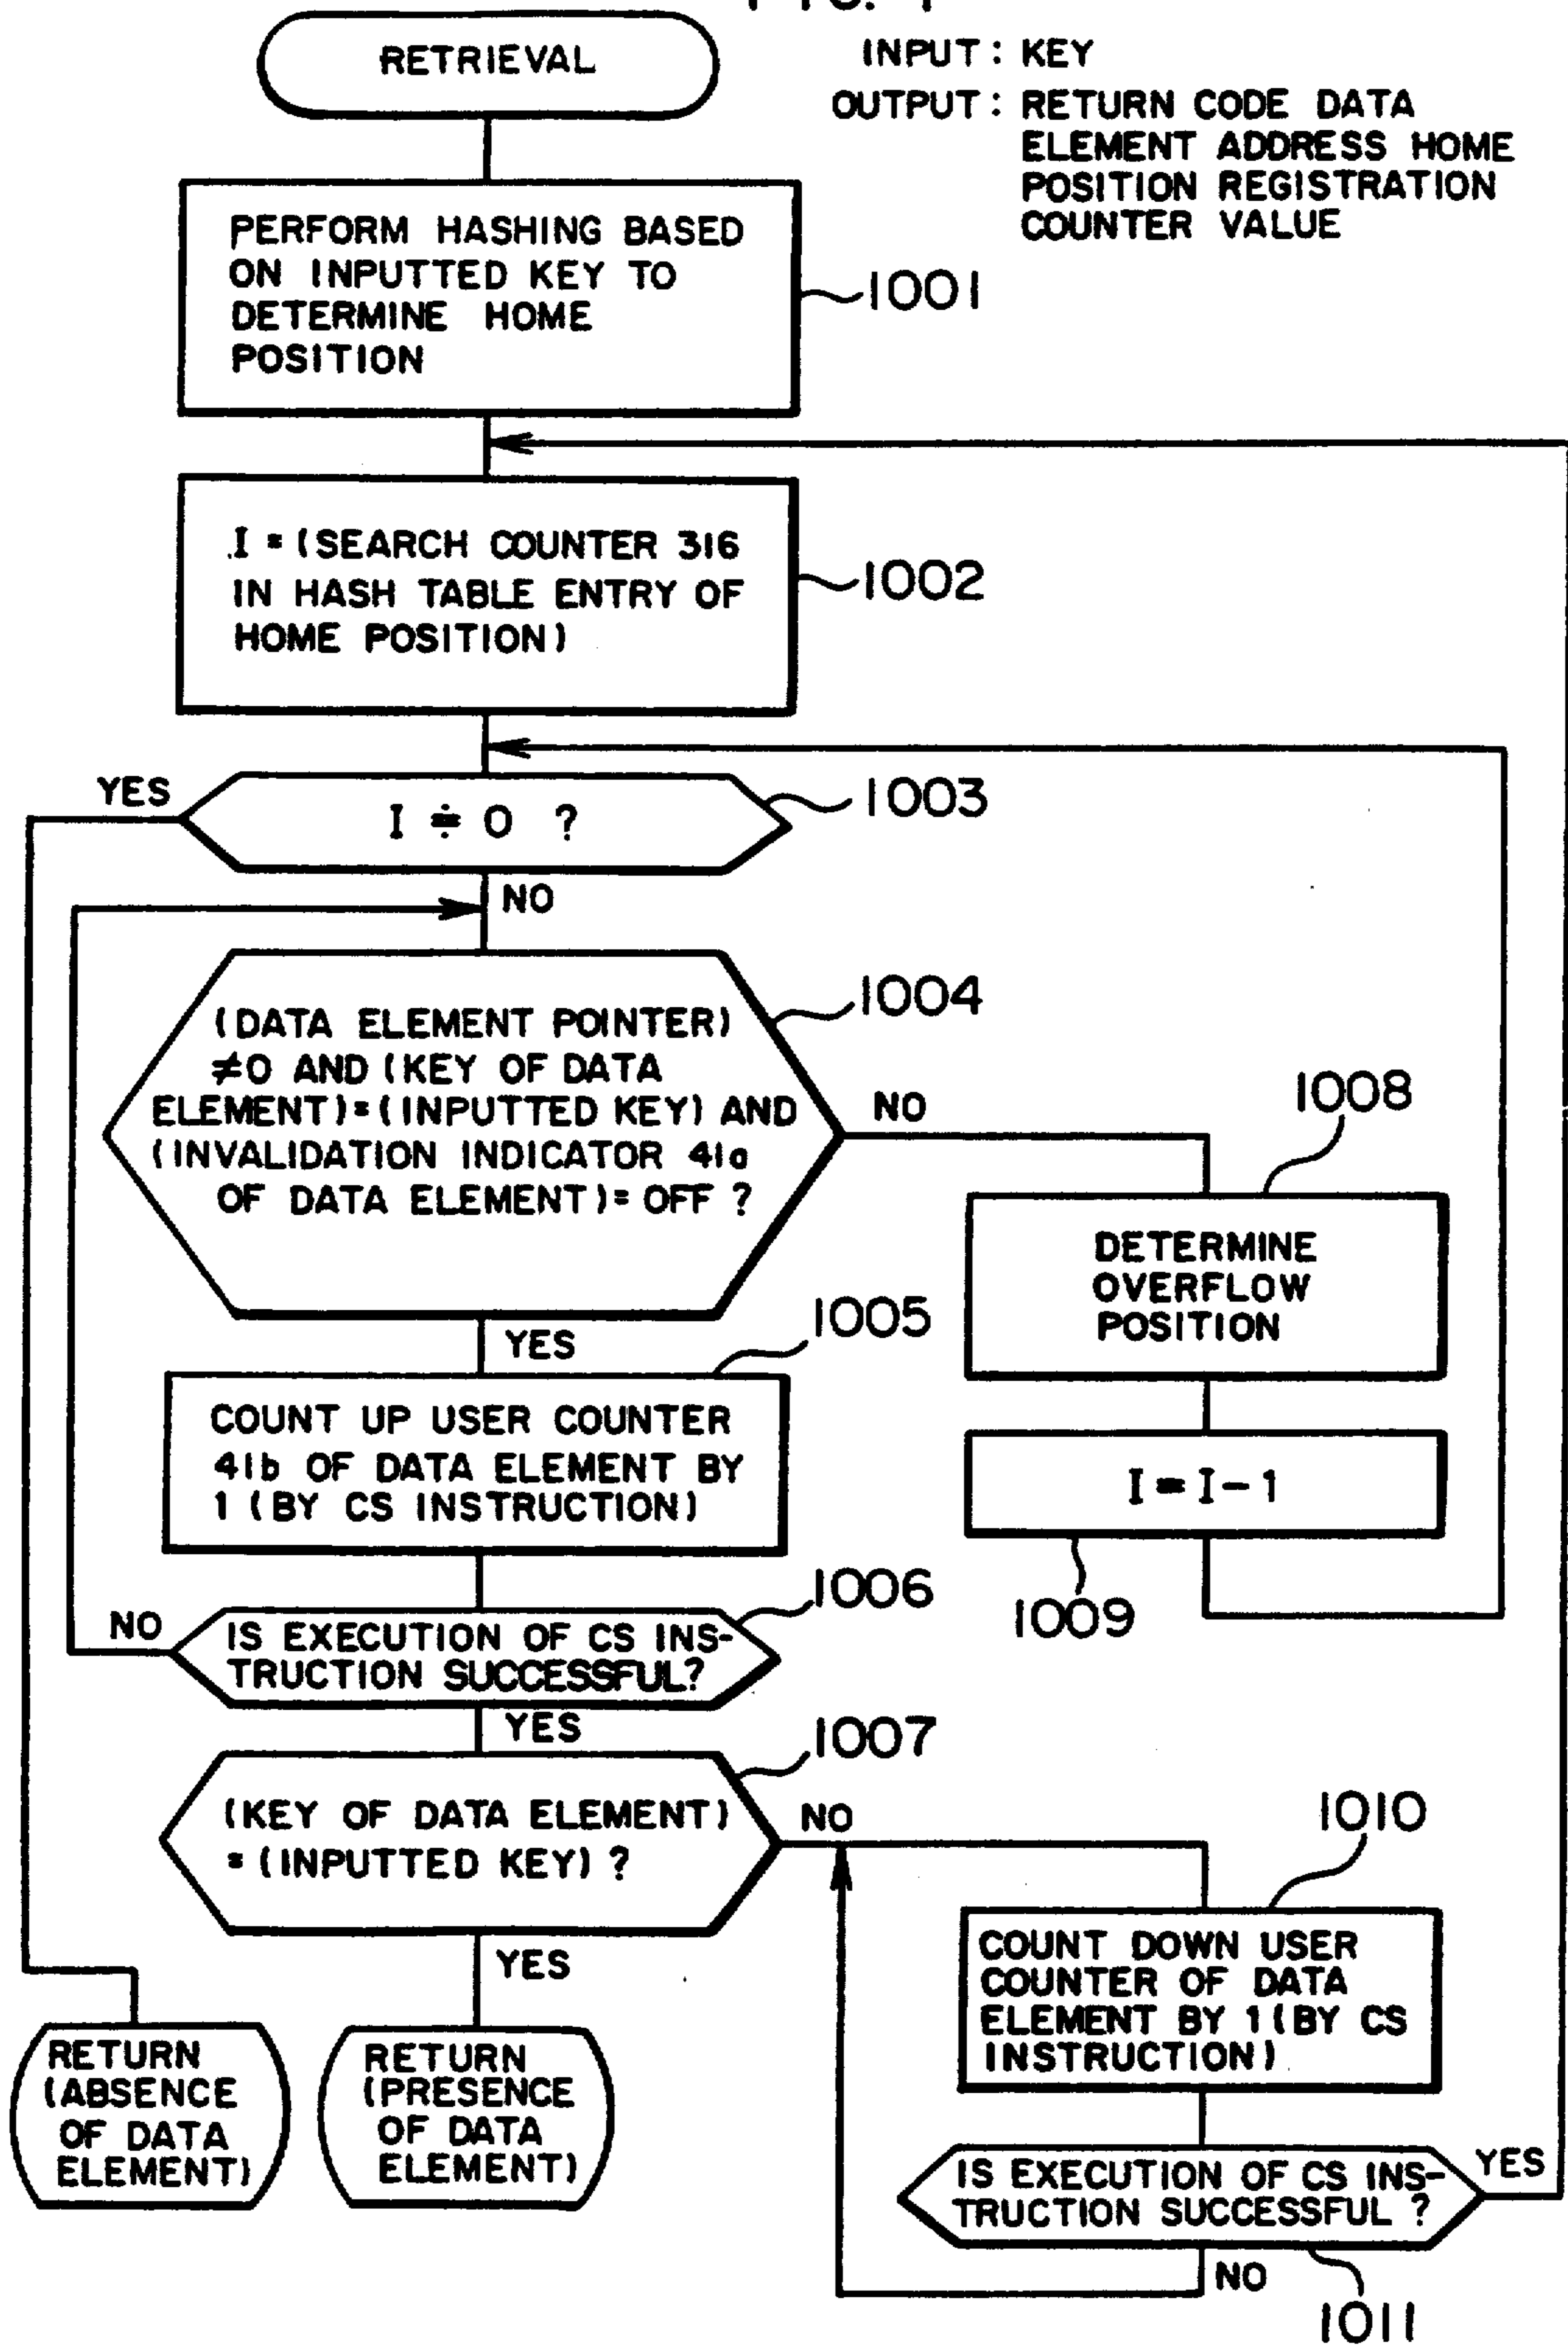 RETRIEVAL
INPUT: KEY
OUTPUT: RETURN CODE DATA
ELEMENT ADDRESS HOME
POSITION REGISTRATION
COUNTER VALUE
PERFORM HASHING BASED
ON INPUTTED KEY TO
DETERMINE HOME
POSITION
1001
I = (SEARCH COUNTER 316
IN HASH TABLE ENTRY OF
HOME POSITION)
1002
YES
I ≑ 0 ?
1003
NO
(DATA ELEMENT POINTER)
≠0 AND (KEY OF DATA
ELEMENT)=(INPUTTED KEY) AND
(INVALIDATION INDICATOR 41a
OF DATA ELEMENT)= OFF ?
1004
NO
1008
DETERMINE
OVERFLOW
POSITION
YES
1005
COUNT UP USER COUNTER
41b OF DATA ELEMENT BY
1 (BY CS INSTRUCTION)
I = I-1
1009
1006
NO
IS EXECUTION OF CS INS-
TRUCTION SUCCESSFUL?
YES
1007
(KEY OF DATA ELEMENT)
= (INPUTTED KEY) ?
NO
1010
COUNT DOWN USER
COUNTER OF DATA
ELEMENT BY 1(BY CS
INSTRUCTION)
YES
RETURN
(ABSENCE
OF DATA
ELEMENT)
RETURN
(PRESENCE
OF DATA
ELEMENT)
IS EXECUTION OF CS INS-
TRUCTION SUCCESSFUL ?
YES
NO
1011